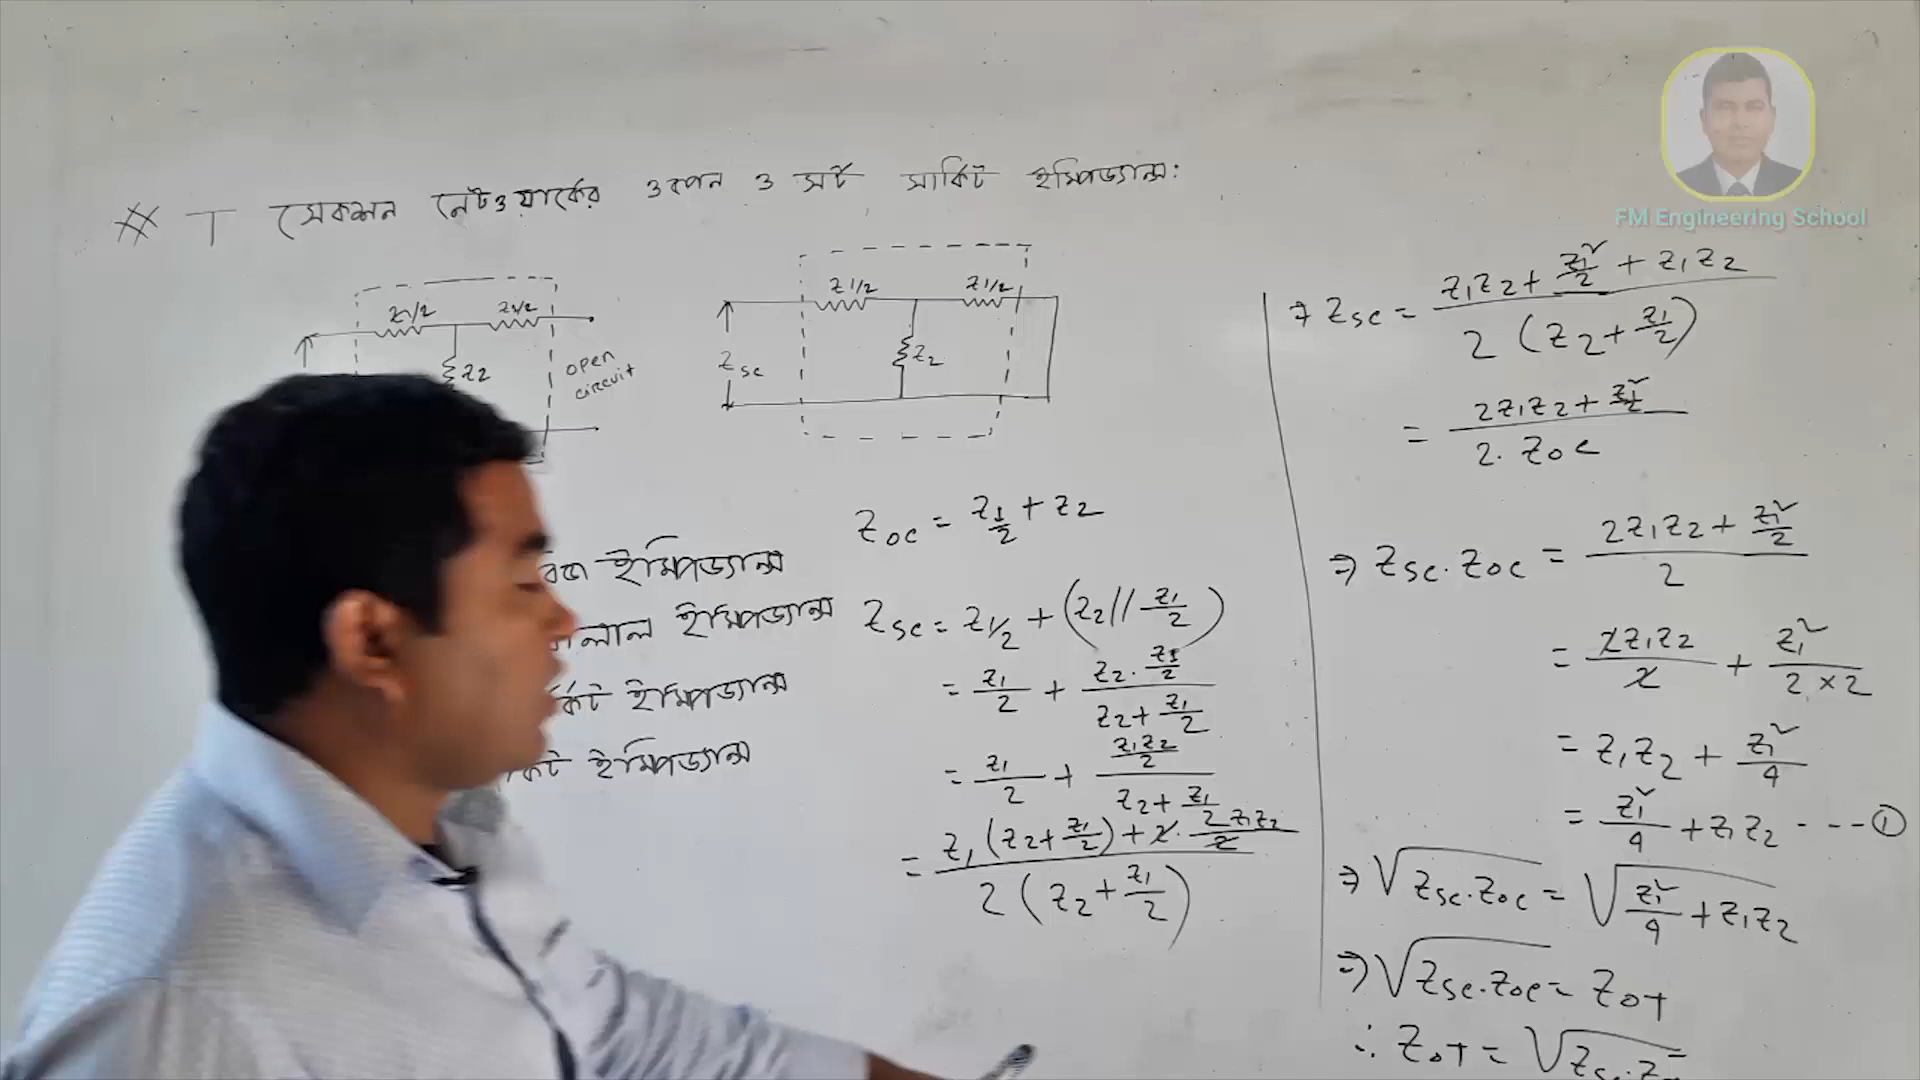 # T সেকশন নেটওয়ার্কের ওপেন ও সর্ট সার্কিট ইম্পিড্যান্স:
FM Engineering School
Z1/2 Z1/2
Z2
open
circuit
Z1/2 Z1/2
Zsc
Z2
ইম্পিড্যান্স
ইম্পিড্যান্স
ইম্পিড্যান্স
ইম্পিড্যান্স
Zoc = Z1/2 + Z2
Zsc = Z1/2 + (Z2 // Z1/2)
= Z1/2 + (Z2 · Z1/2) / (Z2 + Z1/2)
= Z1/2 + (Z1Z2/2) / (Z2 + Z1/2)
= (Z1 (Z2 + Z1/2) + 2 · 2Z1Z2/2) / 2 (Z2 + Z1/2)
⇒ Zsc = (Z1Z2 + Z1²/2 + Z1Z2) / 2 (Z2 + Z1/2)
= (2Z1Z2 + Z1²/2) / 2 · Zoc
⇒ Zsc · Zoc = (2Z1Z2 + Z1²/2) / 2
= 2Z1Z2/2 + Z1²/2×2
= Z1Z2 + Z1²/4
= Z1²/4 + Z1Z2 ---- ①
⇒ √Zsc · Zoc = √Z1²/4 + Z1Z2
⇒ √Zsc · Zoc = ZOT
∴ ZOT = √Zsc · Z